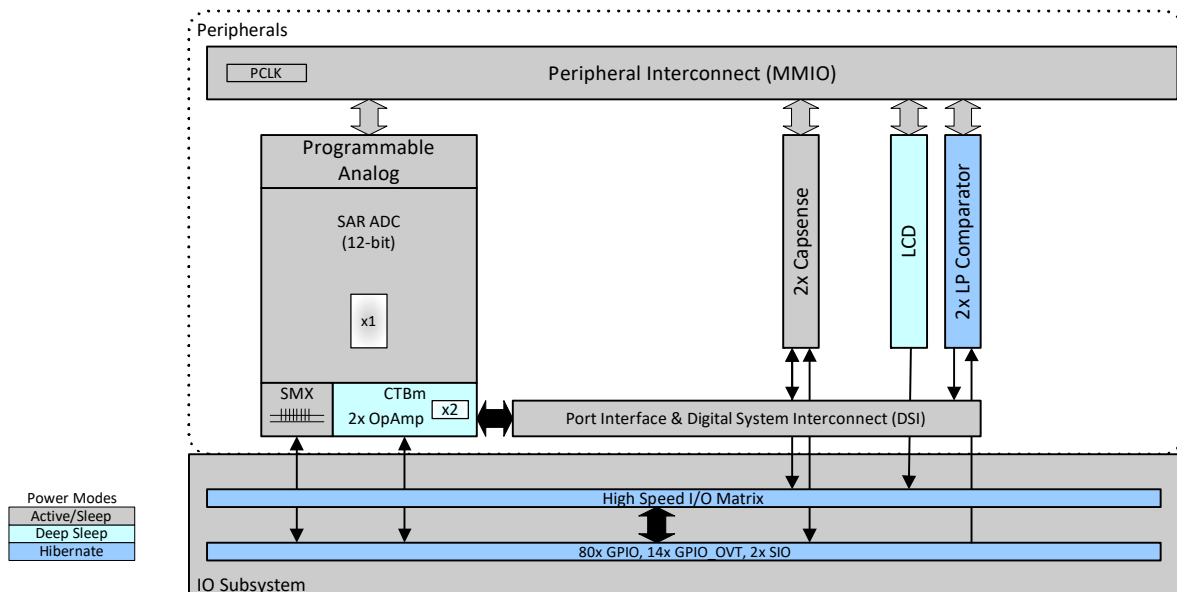 Peripherals
PCLK
Peripheral Interconnect (MMIO)
Programmable
Analog
SAR ADC
(12-bit)
x1
2x Capsense
LCD
2x LP Comparator
SMX
CTBm
2x OpAmp
x2
Port Interface & Digital System Interconnect (DSI)
Power Modes
Active/Sleep
Deep Sleep
Hibernate
High Speed I/O Matrix
80x GPIO, 14x GPIO_OVT, 2x SIO
IO Subsystem